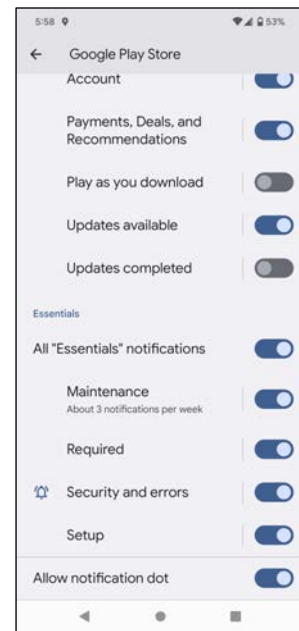 5:58 53%
Google Play Store
Account
Payments, Deals, and
Recommendations
Play as you download
Updates available
Updates completed
Essentials
All "Essentials" notifications
Maintenance
About 3 notifications per week
Required
Security and errors
Setup
Allow notification dot